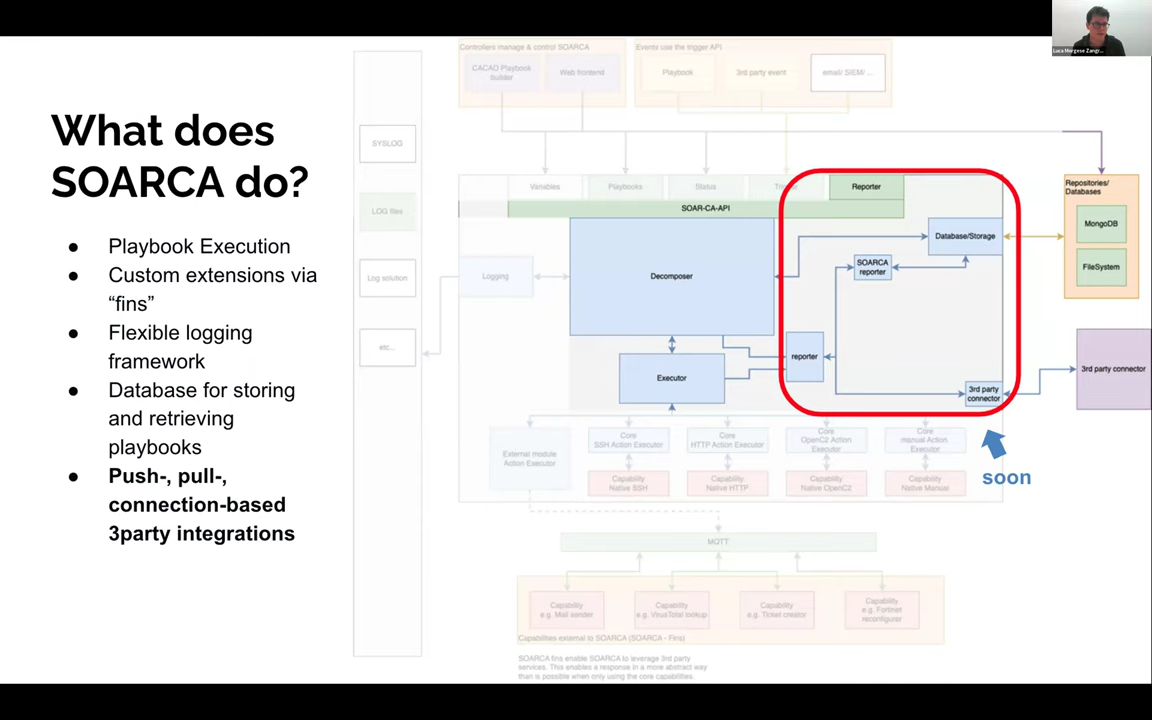 Luca Morgese Zangr...
What does
SOARCA do?
● Playbook Execution
● Custom extensions via
“fins”
● Flexible logging
framework
● Database for storing
and retrieving
playbooks
● Push-, pull-,
connection-based
3party integrations
Controllers manage & control SOARCA
CACAO Playbook
builder
Web frontend
Events use the trigger API
Playbook
3rd party event
email/ SIEM/ ...
SYSLOG
LOG files
Log solution
etc...
Variables
Playbooks
Status
Reporter
SOAR-CA-API
Logging
Decomposer
Executor
reporter
SOARCA
reporter
Database/Storage
3rd party
connector
Repositories/
Databases
MongoDB
FileSystem
3rd party connector
soon
External module
Action Executor
Core
SSH Action Executor
Core
HTTP Action Executor
Core
OpenC2 Action
Executor
Core
manual Action
Executor
Capability
Native SSH
Capability
Native HTTP
Capability
Native OpenC2
Capability
Native Manual
MQTT
Capability
e.g. Mail sender
Capability
e.g. VirusTotal lookup
Capability
e.g. Ticket creator
Capability
e.g. Fortinet
reconfigurer
Capabilities external to SOARCA (SOARCA - Fins)
SOARCA fins enable SOARCA to leverage 3rd party
services. This enables a response in a more abstract way
than is possible when only using the core capabilities.